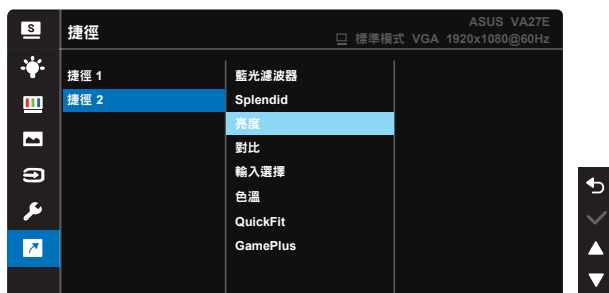 S
捷徑
ASUS VA27E
標準模式 VGA 1920x1080@60Hz
捷徑 1
捷徑 2
藍光濾波器
Splendid
亮度
對比
輸入選擇
色溫
QuickFit
GamePlus